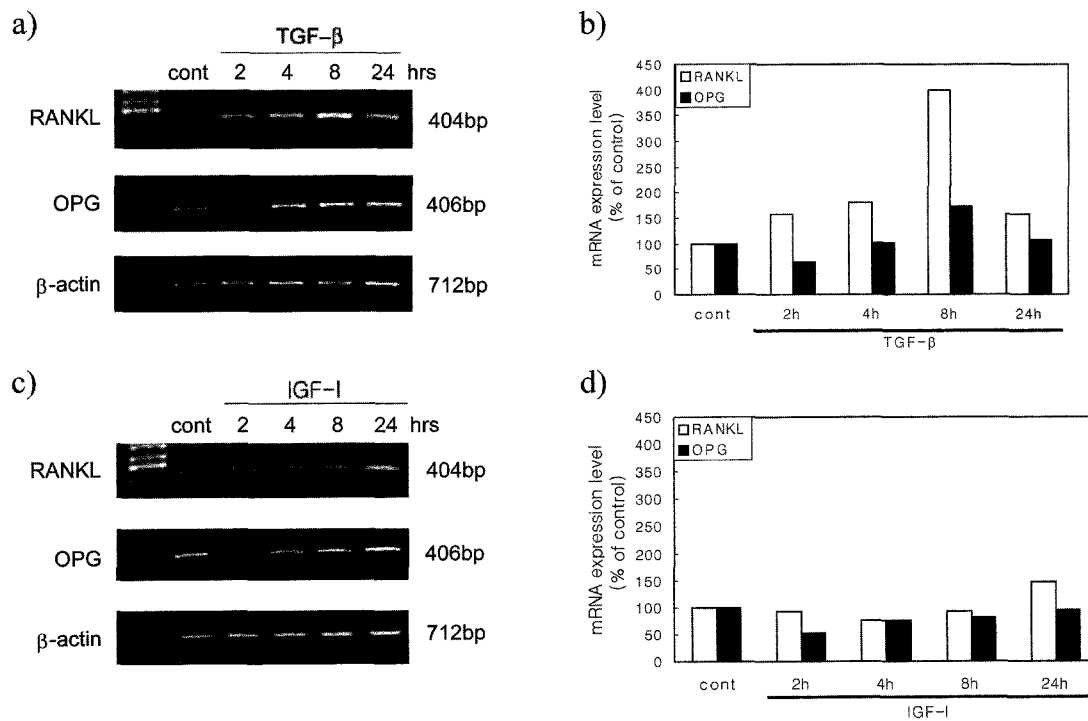 a)
TGF-β
cont 2 4 8 24 hrs
RANKL 404bp
OPG 406bp
β-actin 712bp
b)
450
400
350
300
250
200
150
100
50
0
mRNA expression level
(% of control)
RANKL
OPG
cont 2h 4h 8h 24h
TGF-β
c)
IGF-I
cont 2 4 8 24 hrs
RANKL 404bp
OPG 406bp
β-actin 712bp
d)
450
400
350
300
250
200
150
100
50
0
mRNA expression level
(% of control)
RANKL
OPG
cont 2h 4h 8h 24h
IGF-I